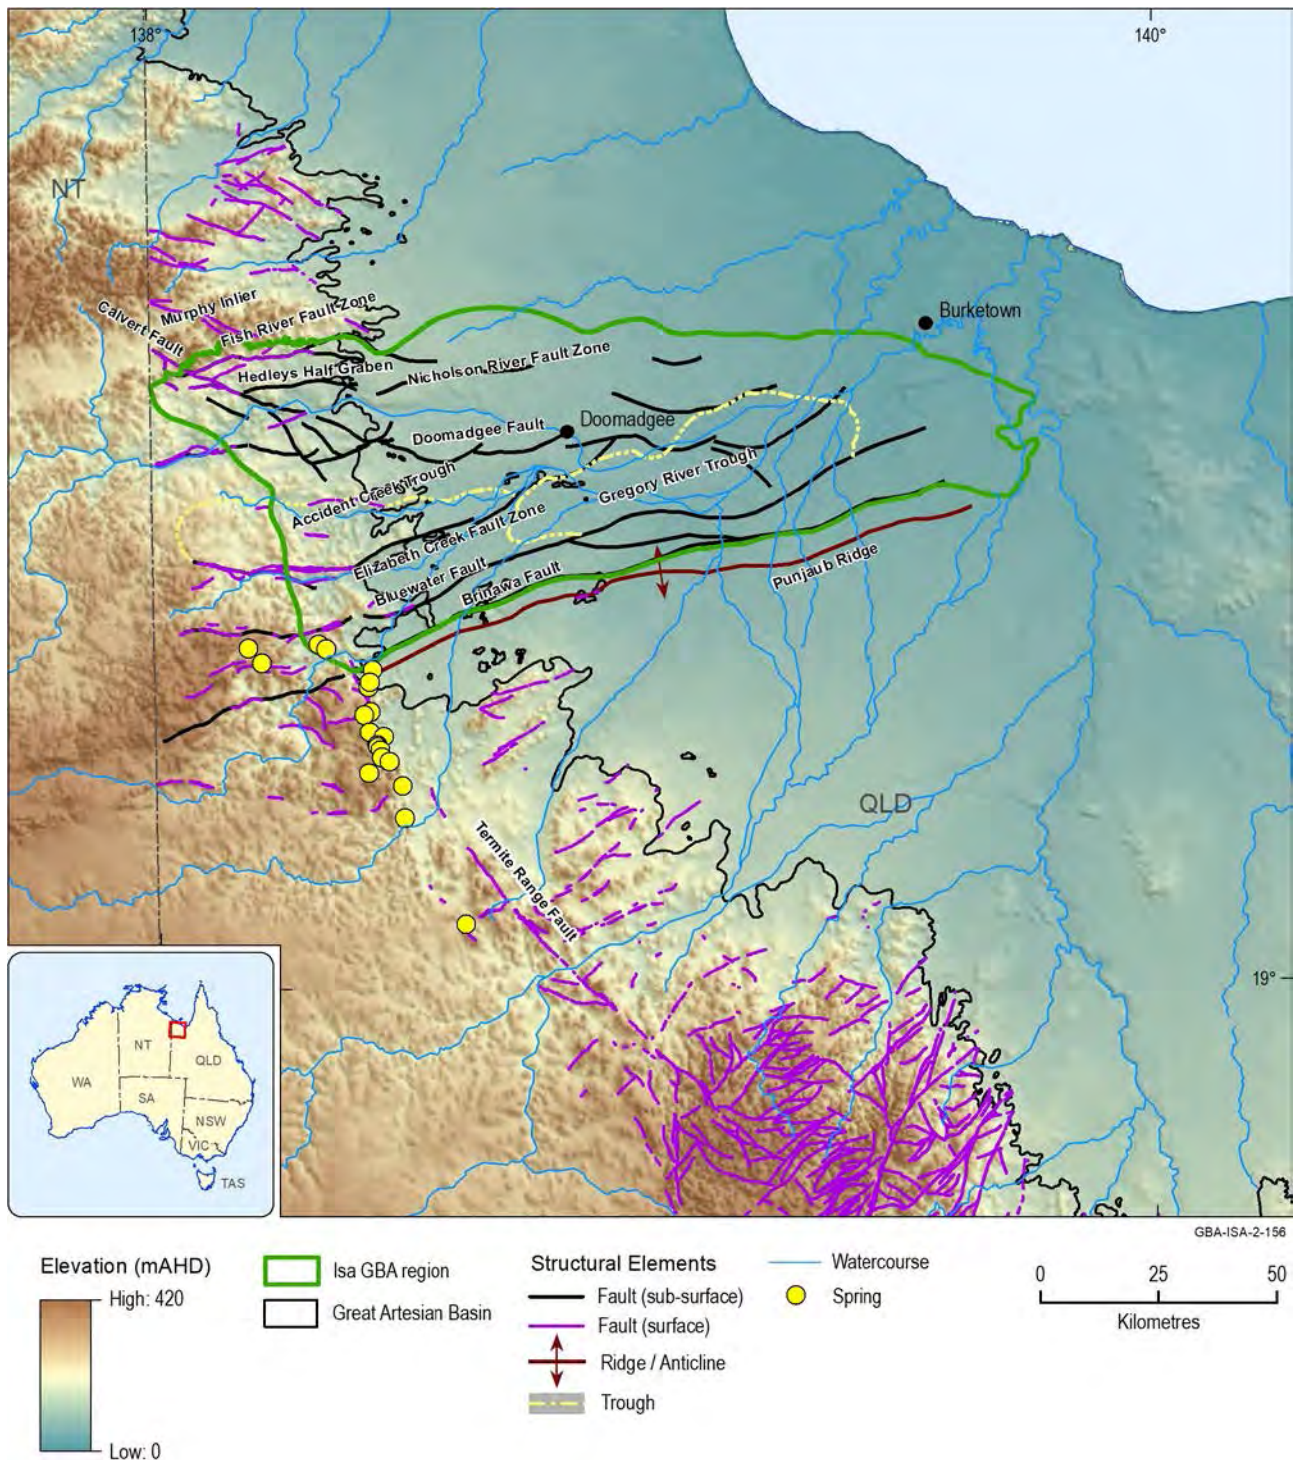 138°
140°
NT
Burketown
Murphy Inlier
Calvert Fault
Fish River Fault Zone
Hedleys Half Graben
Nicholson River Fault Zone
Doomadgee
Doomadgee Fault
Accident Creek Trough
Gregory River Trough
Elizabeth Creek Fault Zone
Bluewater Fault
Brinawa Fault
Punjaub Ridge
QLD
Termite Range Fault
19°
NT
QLD
WA
SA
NSW
VIC
TAS
GBA-ISA-2-156
Elevation (mAHD)
High: 420
Low: 0
Isa GBA region
Great Artesian Basin
Structural Elements
Fault (sub-surface)
Fault (surface)
Ridge / Anticline
Trough
Watercourse
Spring
0 25 50
Kilometres